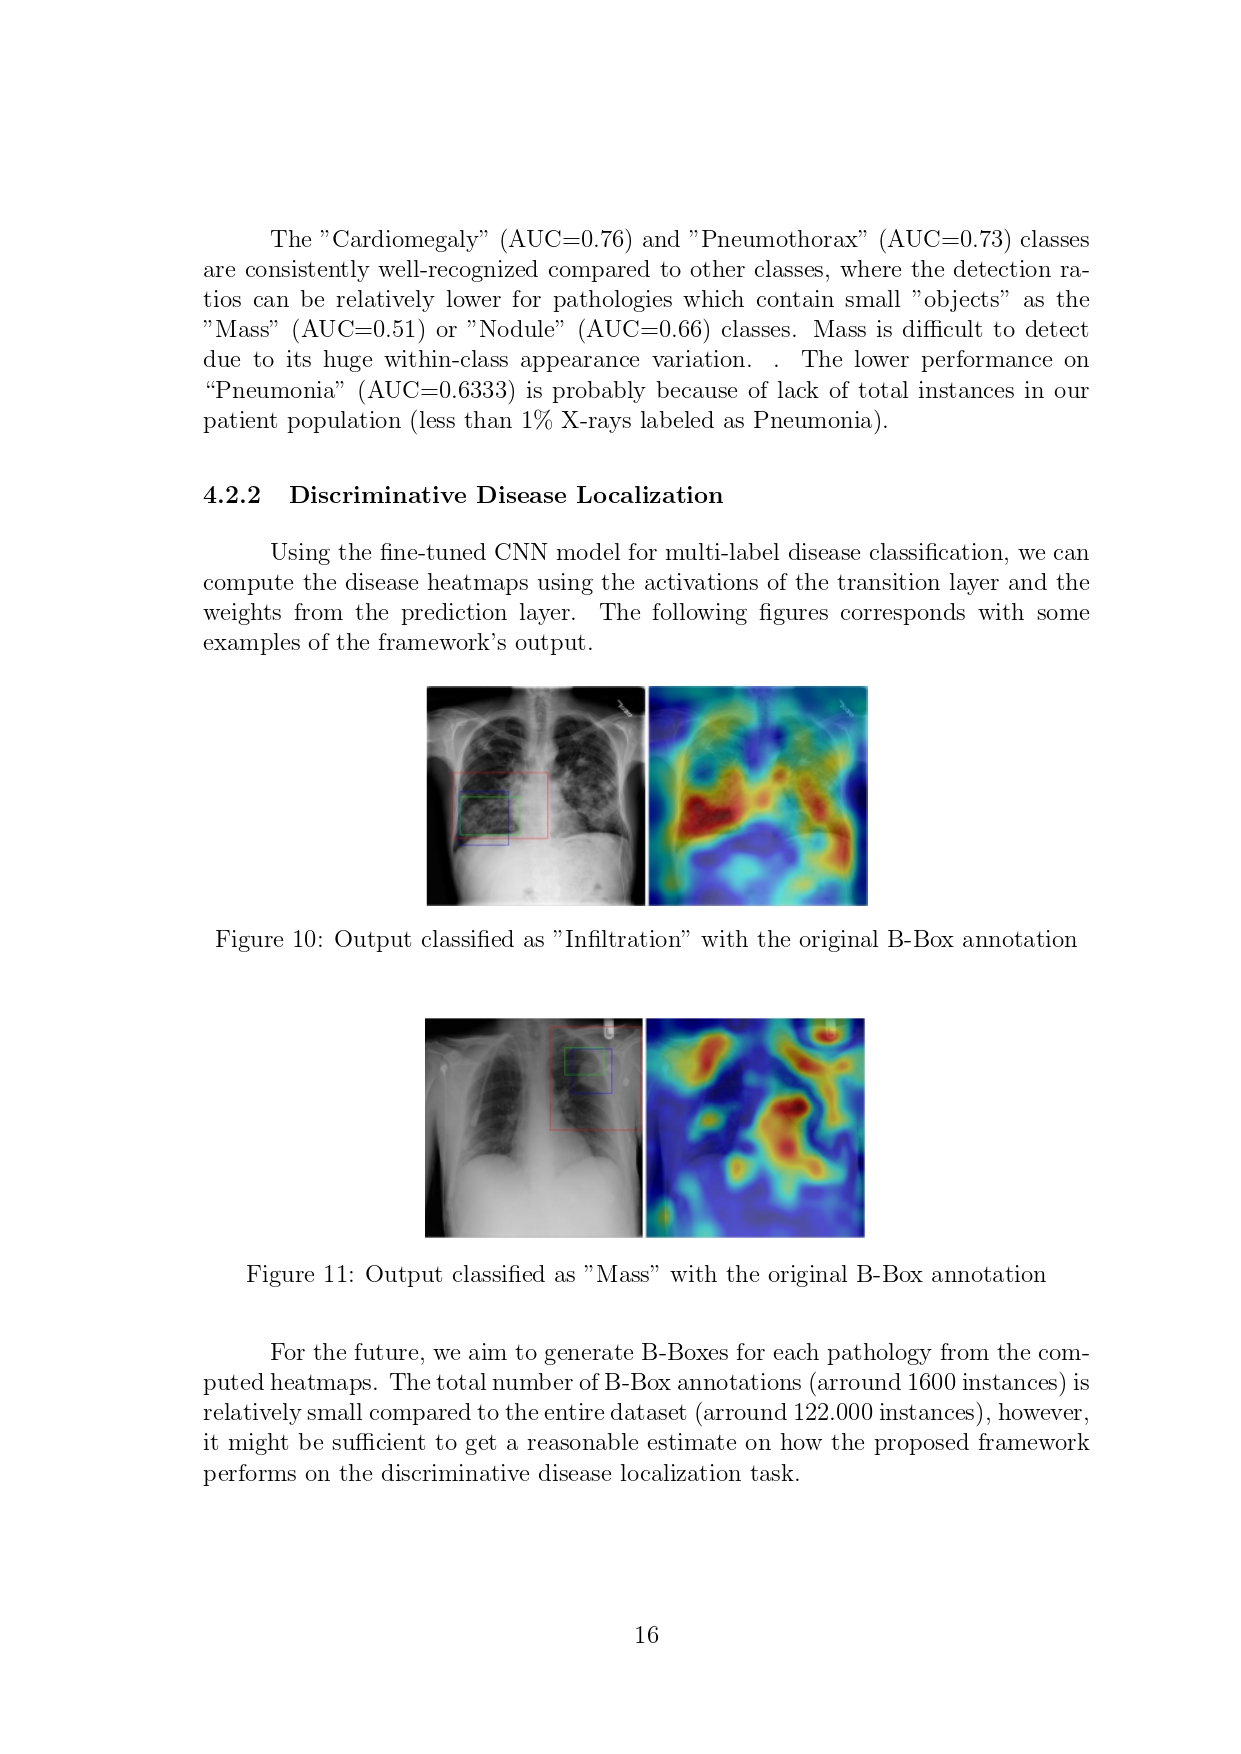 The ”Cardiomegaly” (AUC=0.76) and ”Pneumothorax” (AUC=0.73) classes
are consistently well-recognized compared to other classes, where the detection ra-
tios can be relatively lower for pathologies which contain small ”objects” as the
”Mass” (AUC=0.51) or ”Nodule” (AUC=0.66) classes. Mass is difficult to detect
due to its huge within-class appearance variation. . The lower performance on
“Pneumonia” (AUC=0.6333) is probably because of lack of total instances in our
patient population (less than 1% X-rays labeled as Pneumonia).
4.2.2 Discriminative Disease Localization
Using the fine-tuned CNN model for multi-label disease classification, we can
compute the disease heatmaps using the activations of the transition layer and the
weights from the prediction layer. The following figures corresponds with some
examples of the framework’s output.
Figure 10: Output classified as ”Infiltration” with the original B-Box annotation
Figure 11: Output classified as ”Mass” with the original B-Box annotation
For the future, we aim to generate B-Boxes for each pathology from the com-
puted heatmaps. The total number of B-Box annotations (arround 1600 instances) is
relatively small compared to the entire dataset (arround 122.000 instances), however,
it might be sufficient to get a reasonable estimate on how the proposed framework
performs on the discriminative disease localization task.
16